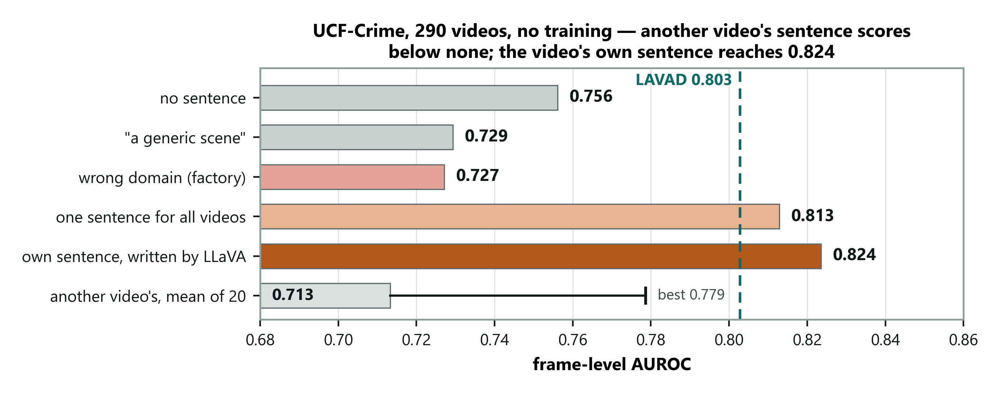 UCF-Crime, 290 videos, no training — another video's sentence scores
below none; the video's own sentence reaches 0.824
LAVAD 0.803
no sentence
0.756
"a generic scene"
0.729
wrong domain (factory)
0.727
one sentence for all videos
0.813
own sentence, written by LLaVA
0.824
another video's, mean of 20
0.713
best 0.779
0.68 0.70 0.72 0.74 0.76 0.78 0.80 0.82 0.84 0.86
frame-level AUROC